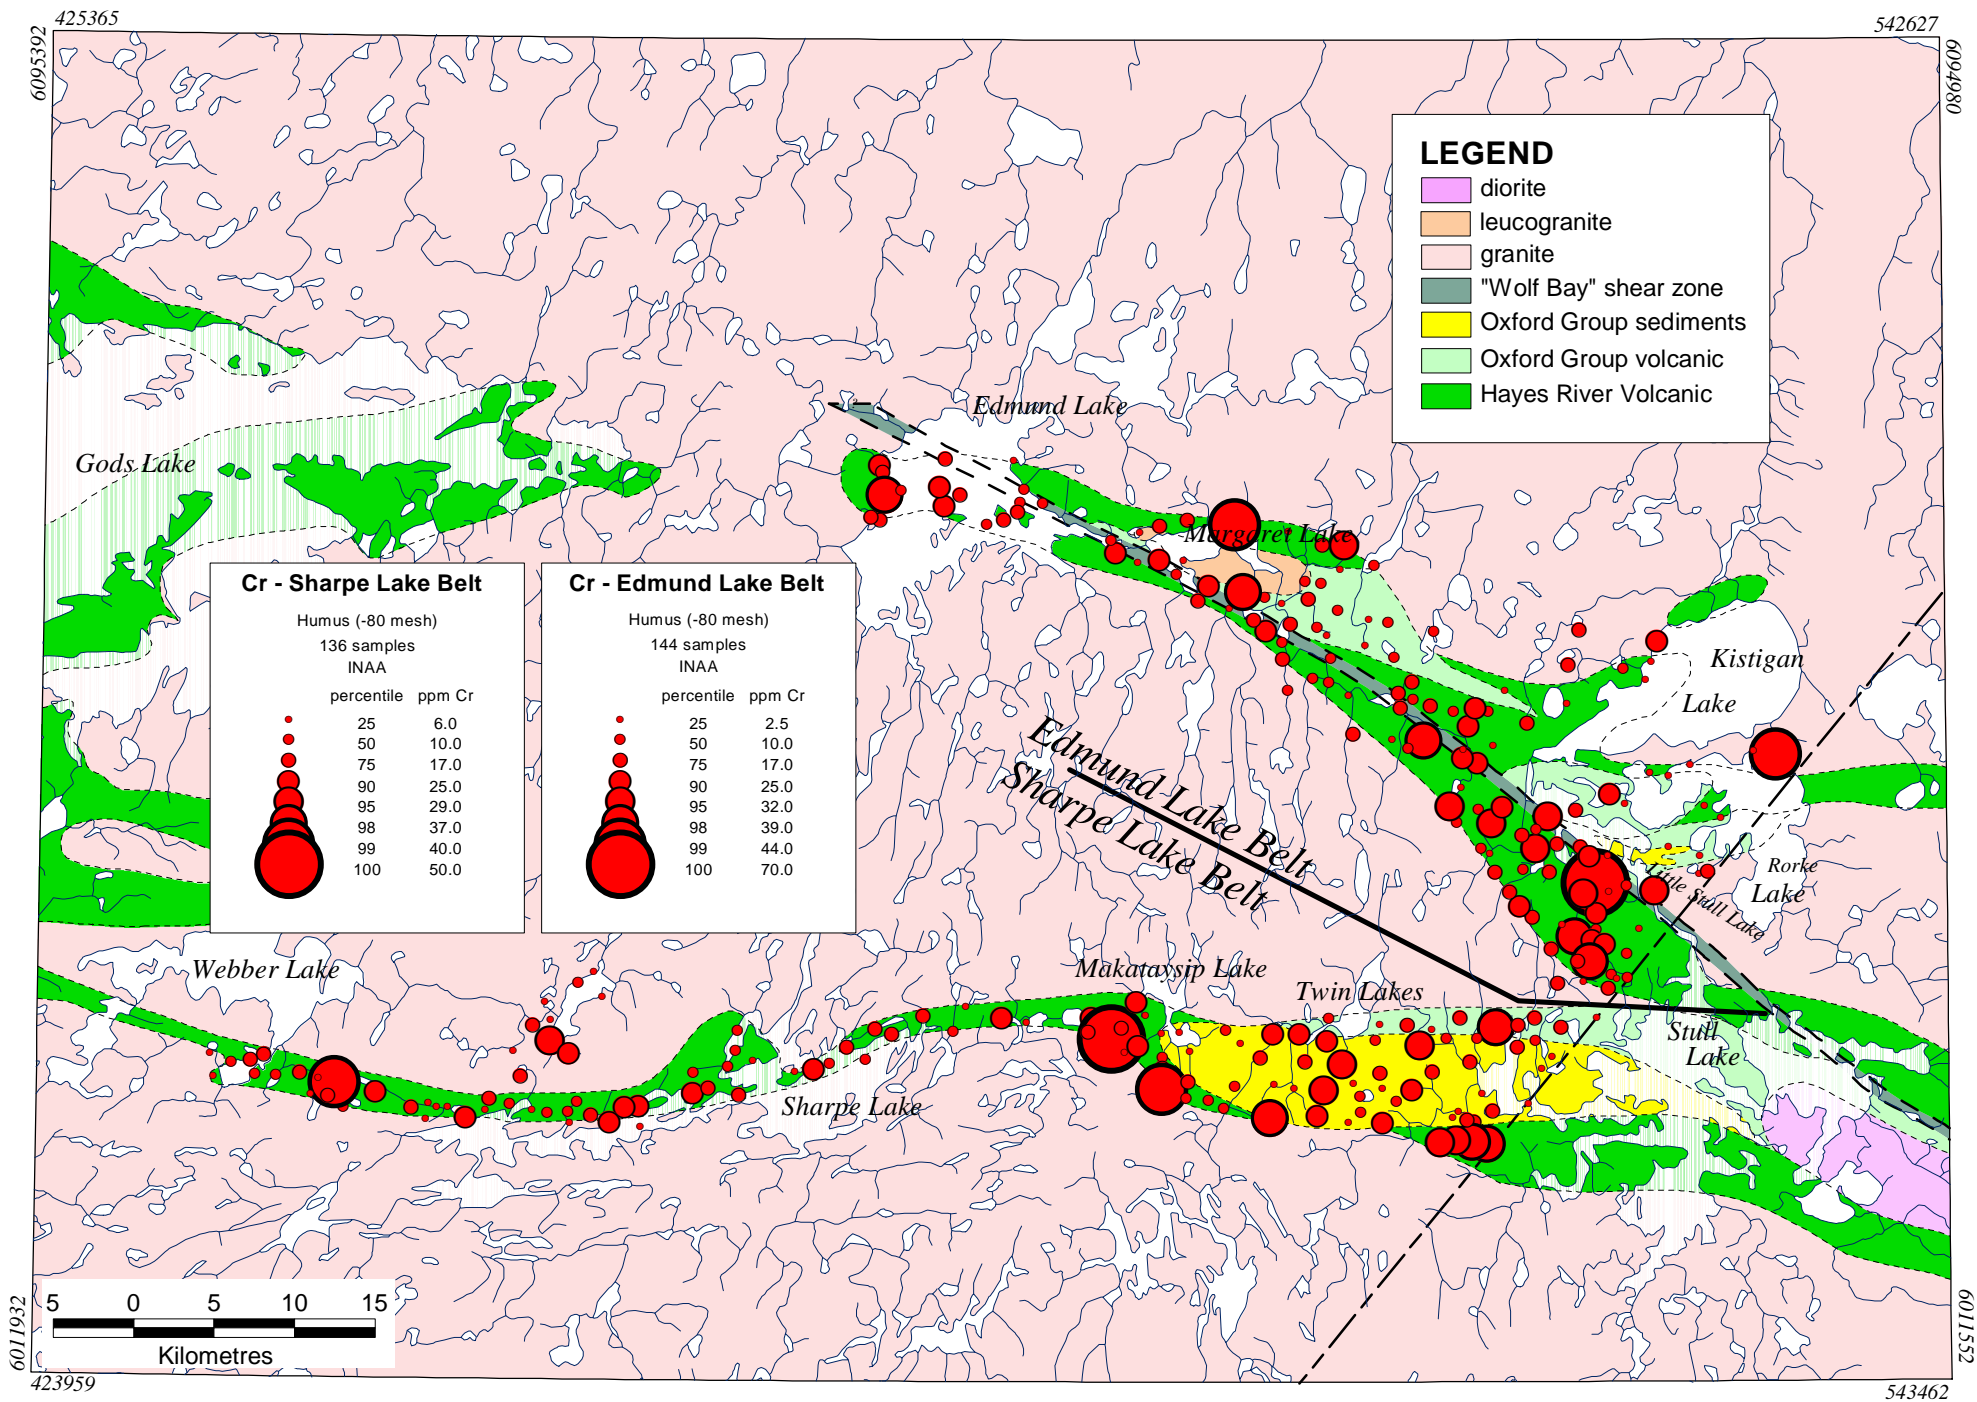 425365
542627
6095392
6094980
LEGEND
diorite
leucogranite
granite
"Wolf Bay" shear zone
Oxford Group sediments
Oxford Group volcanic
Hayes River Volcanic
Edmund Lake
Gods Lake
Margaret Lake
Cr - Sharpe Lake Belt
Humus (-80 mesh)
136 samples
INAA
percentile ppm Cr
25 6.0
50 10.0
75 17.0
90 25.0
95 29.0
98 37.0
99 40.0
100 50.0
Cr - Edmund Lake Belt
Humus (-80 mesh)
144 samples
INAA
percentile ppm Cr
25 2.5
50 10.0
75 17.0
90 25.0
95 32.0
98 39.0
99 44.0
100 70.0
Kistigan
Lake
Edmund Lake Belt
Sharpe Lake Belt
Rorke
Lake
Little Stull Lake
Webber Lake
Makataysip Lake
Twin Lakes
Stull
Lake
Sharpe Lake
5 0 5 10 15
Kilometres
6011932
6011552
423959
543462